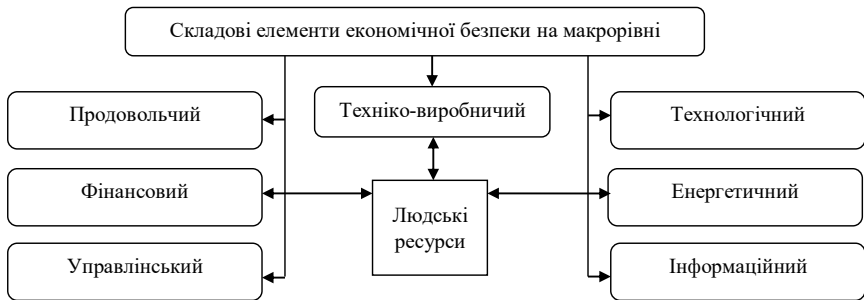 Складові елементи економічної безпеки на макрорівні
Продовольчий
Техніко-виробничий
Технологічний
Фінансовий
Людські
ресурси
Енергетичний
Управлінський
Інформаційний